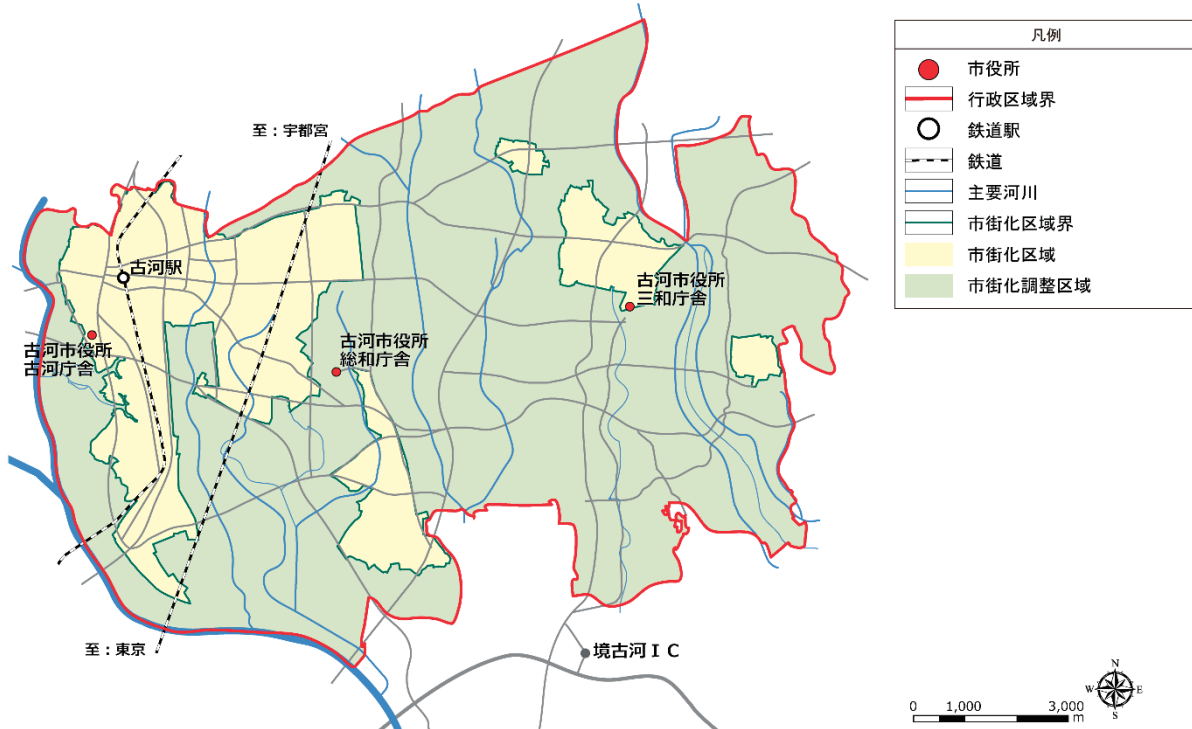 凡例
市役所
行政区域界
鉄道駅
鉄道
主要河川
市街化区域界
市街化区域
市街化調整区域
至：宇都宮
古河駅
古河市役所
古河庁舎
古河市役所
総和庁舎
古河市役所
三和庁舎
至：東京
境古河ＩＣ
N
W
E
S
0 1,000 3,000
m